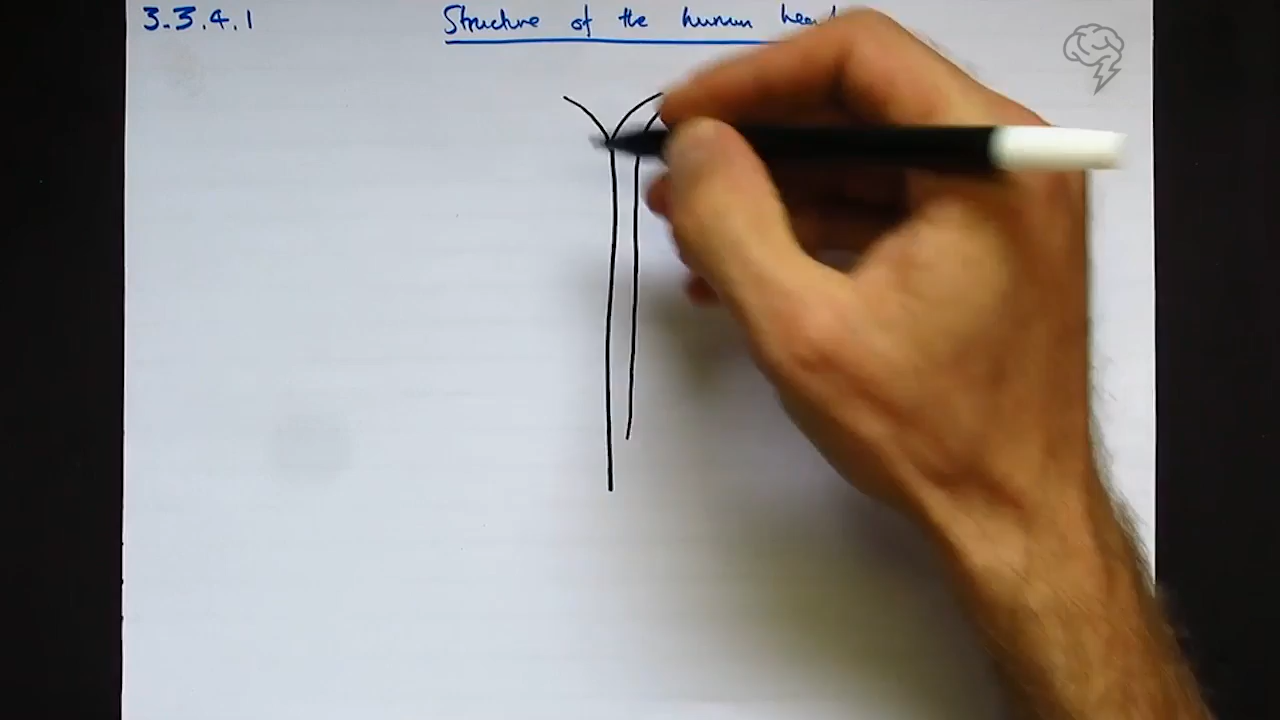 3.3.4.1
Structure of the human